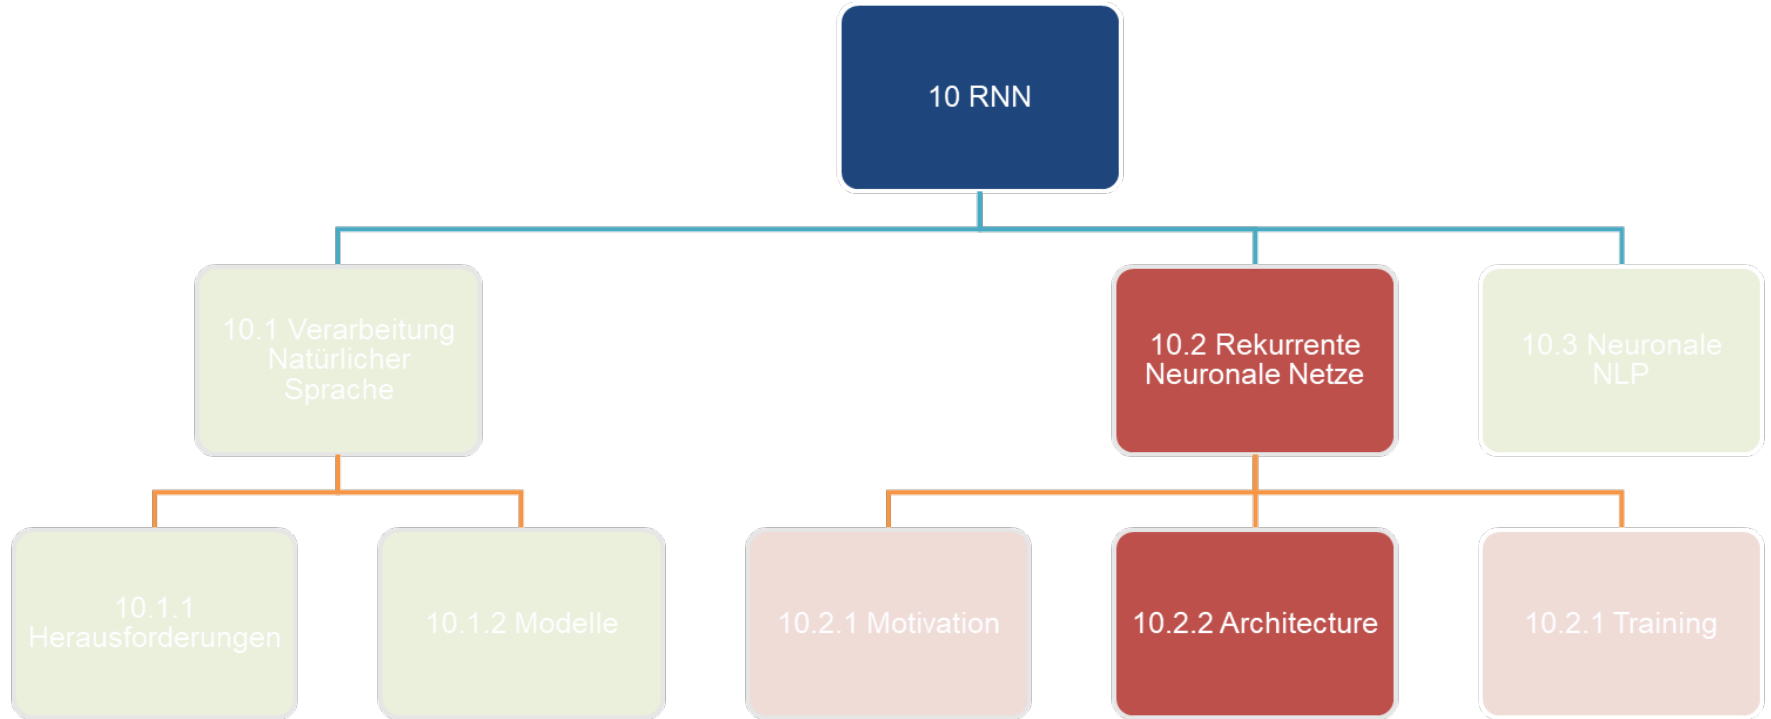 10 RNN
10.1 Verarbeitung
Natürlicher
Sprache
10.2 Rekurrente
Neuronale Netze
10.3 Neuronale
NLP
10.1.1
Herausforderungen
10.1.2 Modelle
10.2.1 Motivation
10.2.2 Architecture
10.2.1 Training